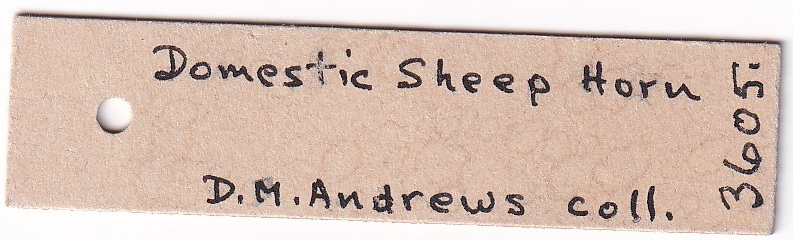 Domestic Sheep Horn
D.M. Andrews coll.
3605.